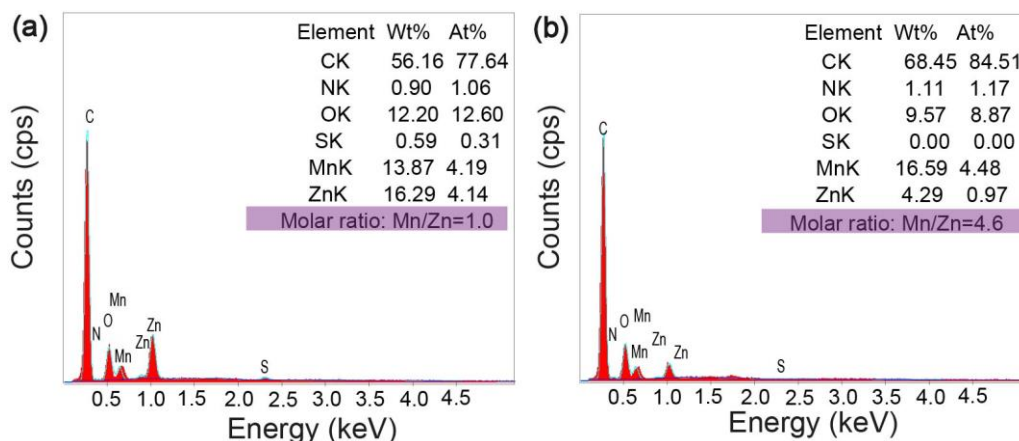 (a)
Element Wt% At%
CK 56.16 77.64
NK 0.90 1.06
OK 12.20 12.60
SK 0.59 0.31
MnK 13.87 4.19
ZnK 16.29 4.14
Molar ratio: Mn/Zn=1.0
Counts (cps)
C
N
O
Mn
Mn
Zn
Zn
S
0.5 1.0 1.5 2.0 2.5 3.0 3.5 4.0 4.5
Energy (keV)
(b)
Element Wt% At%
CK 68.45 84.51
NK 1.11 1.17
OK 9.57 8.87
SK 0.00 0.00
MnK 16.59 4.48
ZnK 4.29 0.97
Molar ratio: Mn/Zn=4.6
Counts (cps)
C
N
O
Mn
Mn
Zn
Zn
S
0.5 1.0 1.5 2.0 2.5 3.0 3.5 4.0 4.5
Energy (keV)